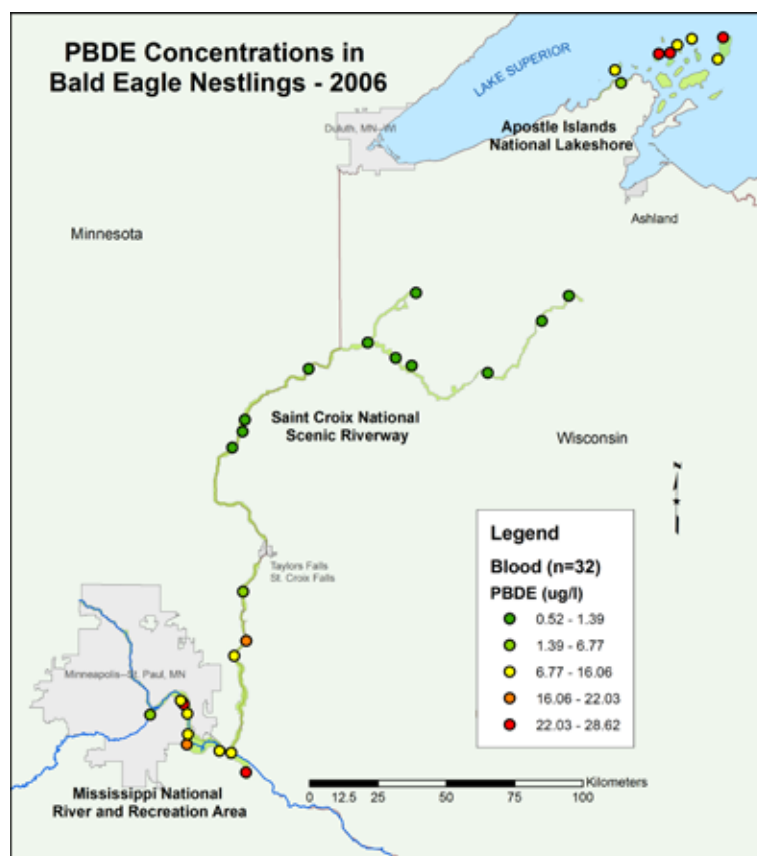 PBDE Concentrations in
Bald Eagle Nestlings - 2006
LAKE SUPERIOR
Duluth, MN--WI
Apostle Islands
National Lakeshore
Ashland
Minnesota
Saint Croix National
Scenic Riverway
Wisconsin
N
Legend
Blood (n=32)
PBDE (ug/l)
0.52 - 1.39
1.39 - 6.77
6.77 - 16.06
16.06 - 22.03
22.03 - 28.62
Taylors Falls
St. Croix Falls
Minneapolis--St. Paul, MN
Mississippi National
River and Recreation Area
Kilometers
0 12.5 25 50 75 100